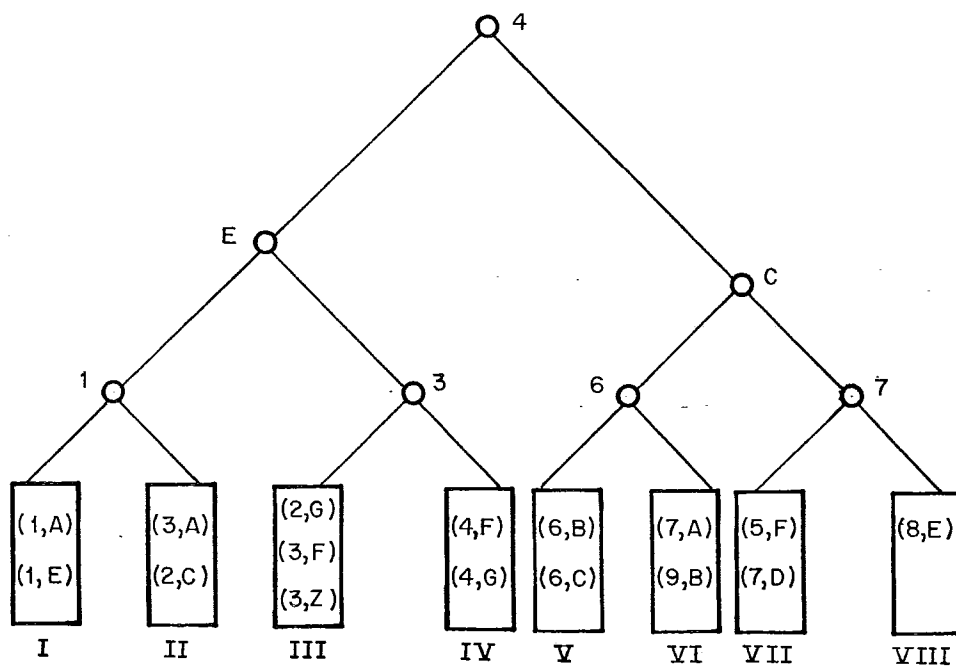 4
E
C
1
3
6
7
(1,A)
(1,E)
(3,A)
(2,C)
(2,G)
(3,F)
(3,Z)
(4,F)
(4,G)
(6,B)
(6,C)
(7,A)
(9,B)
(5,F)
(7,D)
(8,E)
I II III IV V VI VII VIII